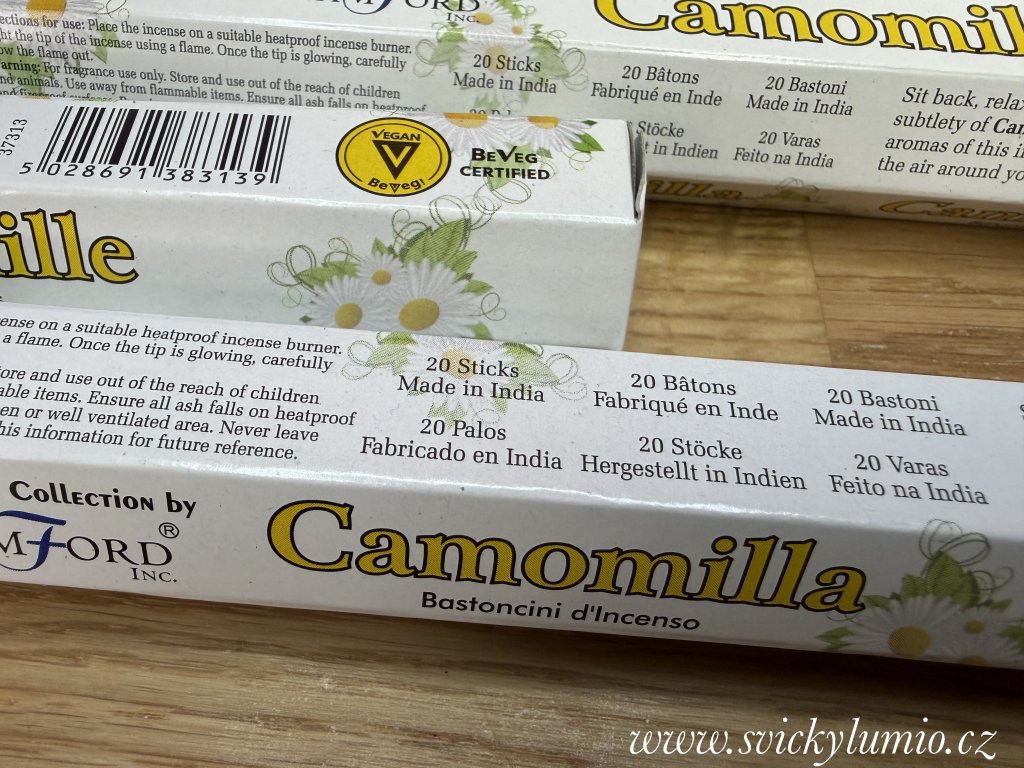 ections for use: Place the incense on a suitable heatproof incense burner.
ght the tip of the incense using a flame. Once the tip is glowing, carefully
ow the flame out.
arning: For fragrance use only. Store and use out of the reach of children
nd animals. Use away from flammable items. Ensure all ash falls on heatproof
INC.
20 Sticks
Made in India
20 Bâtons
Fabriqué en Inde
20 Bastoni
Made in India
Stöcke
t in Indien
20 Varas
Feito na India
Camomil
Sit back, relax
subtlety of Cam
aromas of this i
the air around yo
37313
5 028691 383139
VEGAN
BeVeg!
BEVEG
CERTIFIED
ille
ense on a suitable heatproof incense burner.
a flame. Once the tip is glowing, carefully
ore and use out of the reach of children
able items. Ensure all ash falls on heatproof
en or well ventilated area. Never leave
his information for future reference.
20 Sticks
Made in India
20 Bâtons
Fabriqué en Inde
20 Bastoni
Made in India
20 Palos
Fabricado en India
20 Stöcke
Hergestellt in Indien
20 Varas
Feito na India
Collection by
MFORD®
INC.
Camomilla
Bastoncini d'Incenso
www.svickylumio.cz